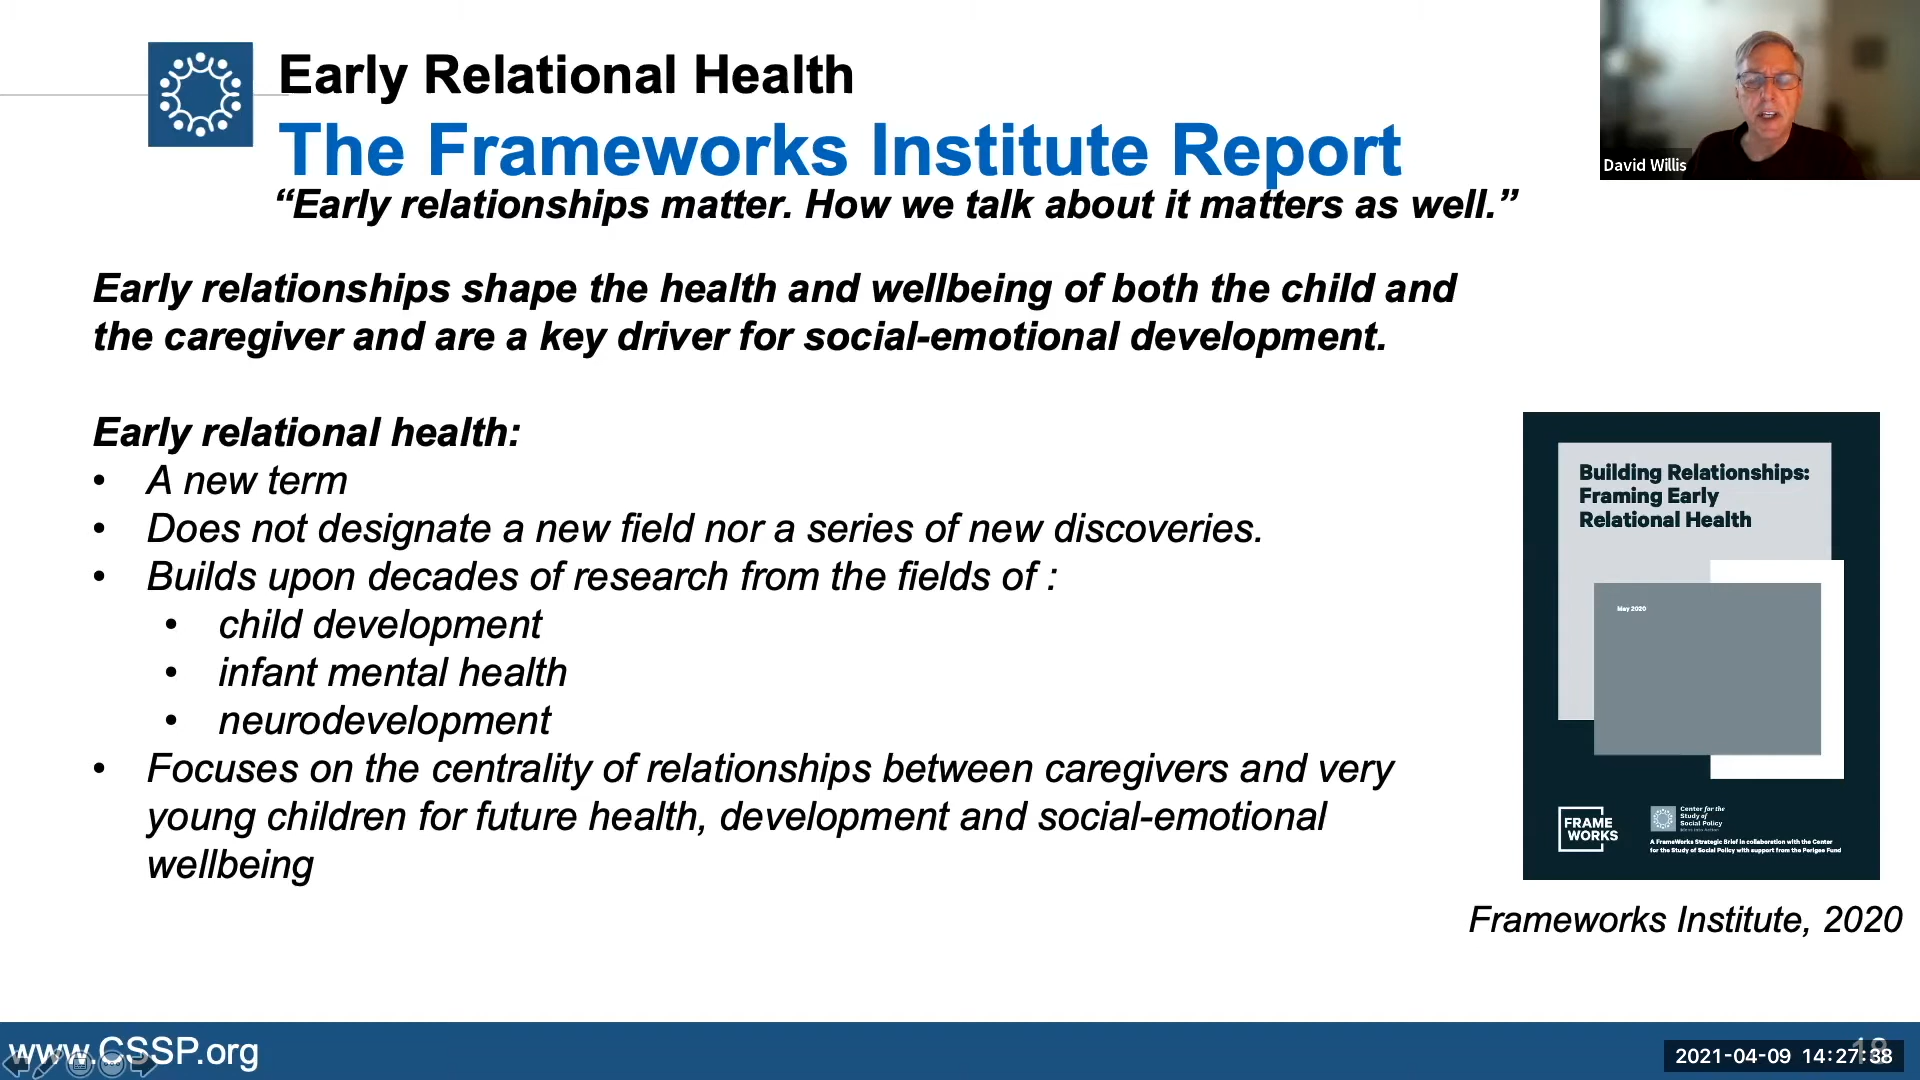 Early Relational Health
The Frameworks Institute Report
“Early relationships matter. How we talk about it matters as well.”
David Willis
Early relationships shape the health and wellbeing of both the child and
the caregiver and are a key driver for social-emotional development.
Early relational health:
• A new term
• Does not designate a new field nor a series of new discoveries.
• Builds upon decades of research from the fields of :
• child development
• infant mental health
• neurodevelopment
• Focuses on the centrality of relationships between caregivers and very
young children for future health, development and social-emotional
wellbeing
Building Relationships:
Framing Early
Relational Health
May 2020
FRAME
WORKS
Center for the
Study of
Social Policy
A FrameWorks Strategic Brief in collaboration with the Center
for the Study of Social Policy with support from the Perigee Fund
Frameworks Institute, 2020
www.CSSP.org
18
2021-04-09 14:27:38